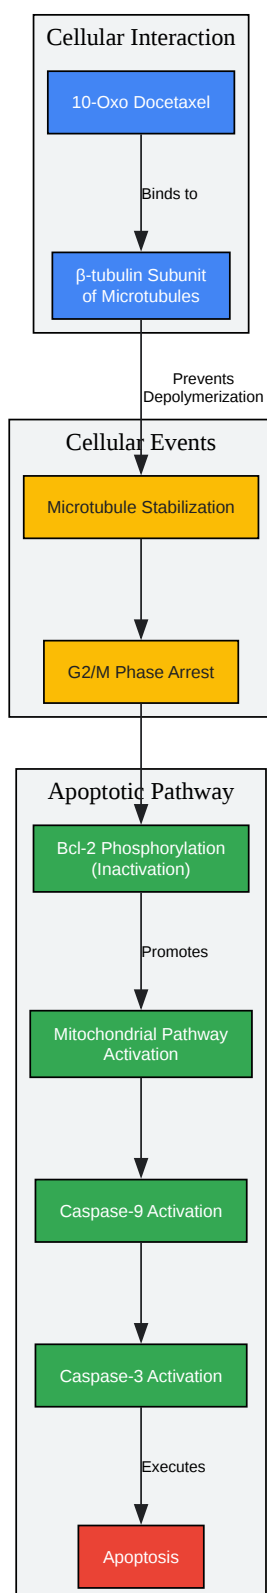 Cellular Interaction
10-Oxo Docetaxel
Binds to
β-tubulin Subunit
of Microtubules
Prevents
Depolymerization
Cellular Events
Microtubule Stabilization
G2/M Phase Arrest
Apoptotic Pathway
Bcl-2 Phosphorylation
(Inactivation)
Promotes
Mitochondrial Pathway
Activation
Caspase-9 Activation
Caspase-3 Activation
Executes
Apoptosis